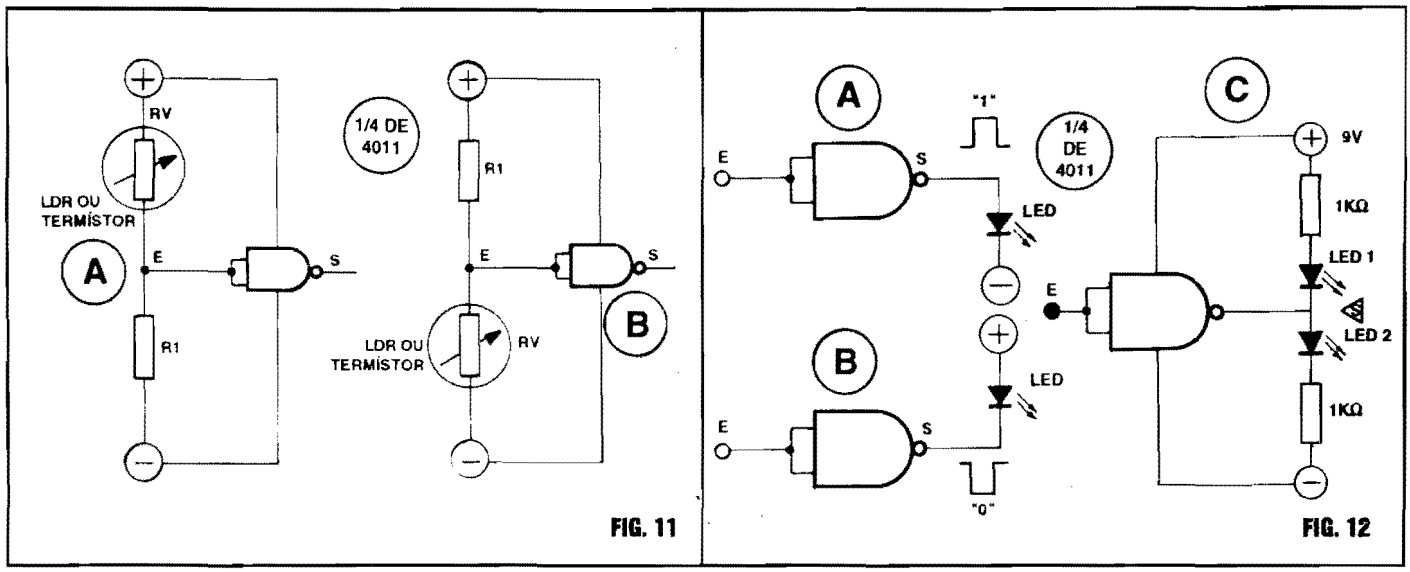 +
RV
LDR OU
TERMÍSTOR
A
E
S
R1
−
+
1/4 DE
4011
R1
E
S
B
LDR OU
TERMÍSTOR
RV
−
FIG. 11
A
E
S
"1"
LED
−
1/4
DE
4011
B
E
S
+
LED
"0"
C
+
9V
1KΩ
LED 1
E
LED 2
1KΩ
−
FIG. 12